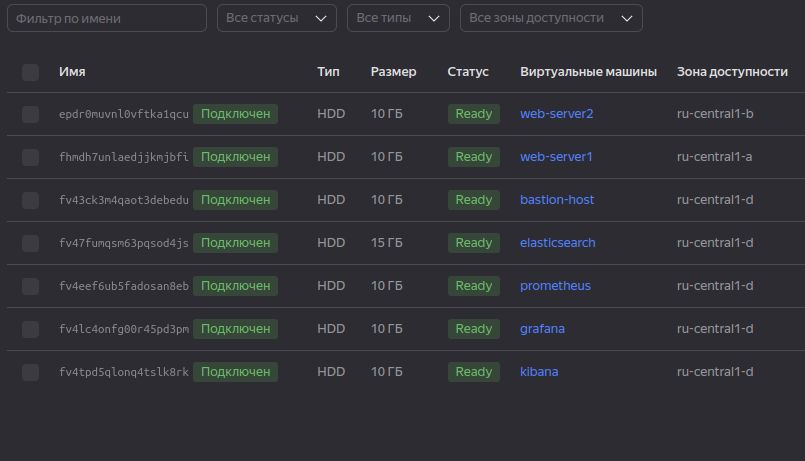 Фильтр по имени Все статусы Все типы Все зоны доступности
Имя Тип Размер Статус Виртуальные машины Зона доступности
epdr0muvnl0vftka1qcu Подключен HDD 10 ГБ Ready web-server2 ru-central1-b
fhmdh7unlaedjjkmjbfi Подключен HDD 10 ГБ Ready web-server1 ru-central1-a
fv43ck3m4qaot3debedu Подключен HDD 10 ГБ Ready bastion-host ru-central1-d
fv47fumqsm63pqsod4js Подключен HDD 15 ГБ Ready elasticsearch ru-central1-d
fv4eef6ub5fadosan8eb Подключен HDD 10 ГБ Ready prometheus ru-central1-d
fv4lc4onfg00r45pd3pm Подключен HDD 10 ГБ Ready grafana ru-central1-d
fv4tpd5qlonq4tslk8rk Подключен HDD 10 ГБ Ready kibana ru-central1-d